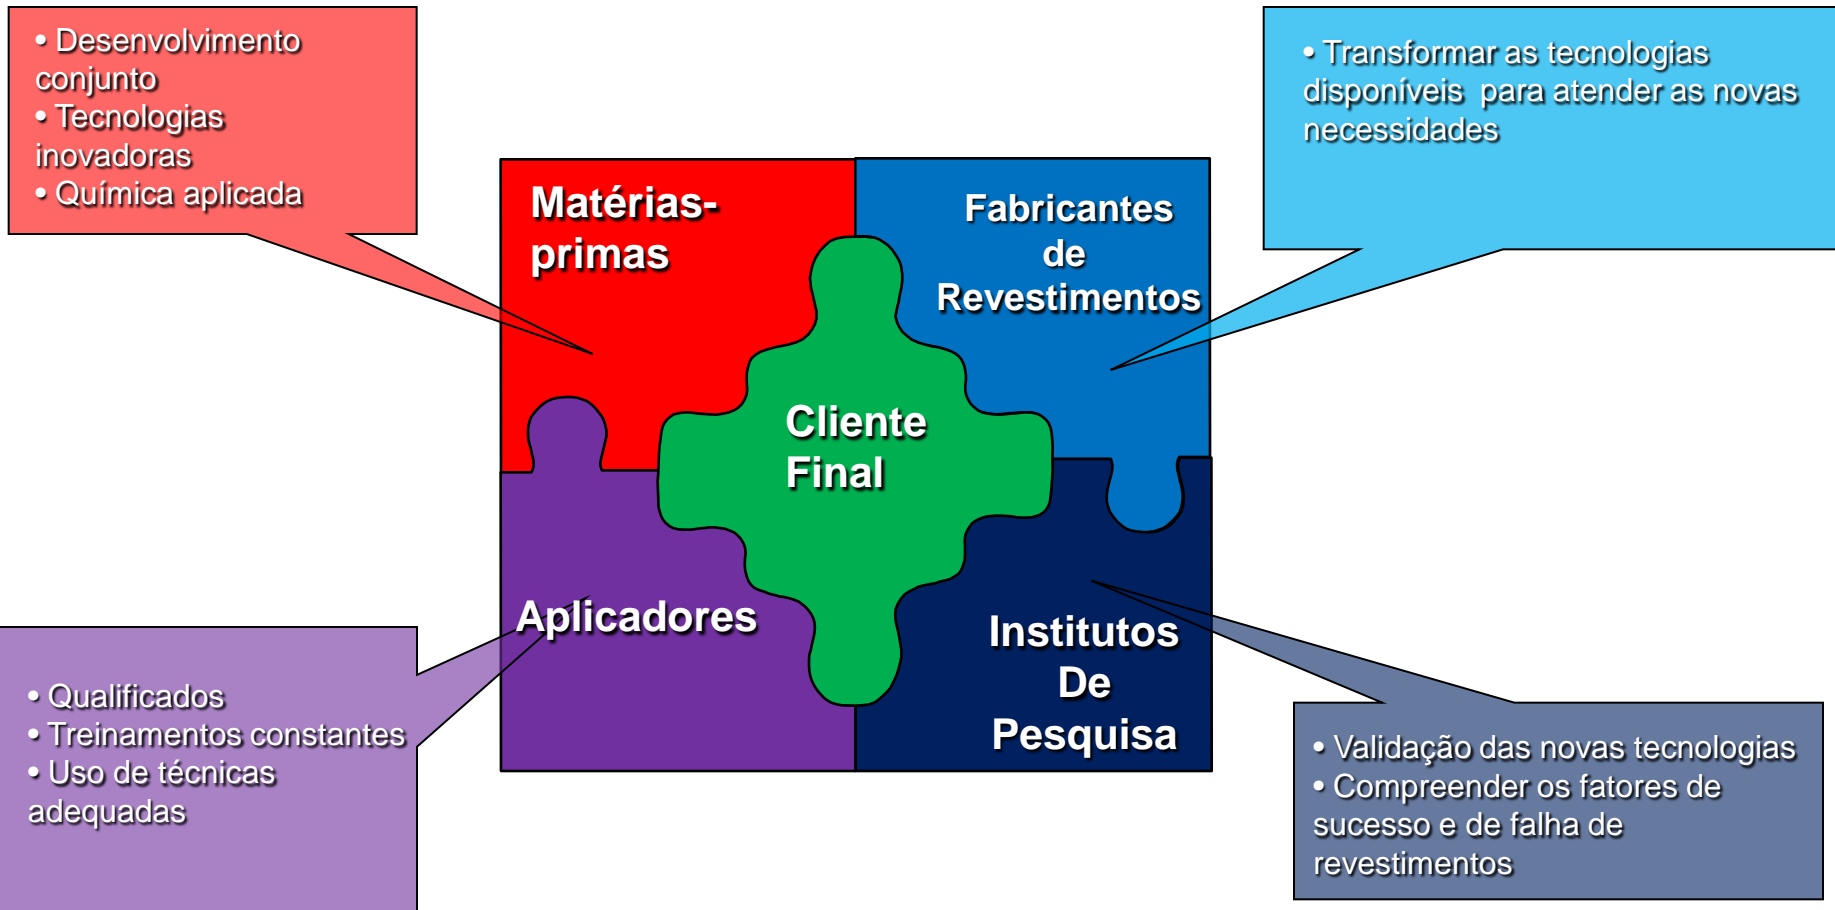 • Desenvolvimento
conjunto
• Tecnologias
inovadoras
• Química aplicada
• Transformar as tecnologias
disponíveis para atender as novas
necessidades
Matérias-
primas
Fabricantes
de
Revestimentos
Cliente
Final
Aplicadores
Institutos
De
Pesquisa
• Qualificados
• Treinamentos constantes
• Uso de técnicas
adequadas
• Validação das novas tecnologias
• Compreender os fatores de
sucesso e de falha de
revestimentos